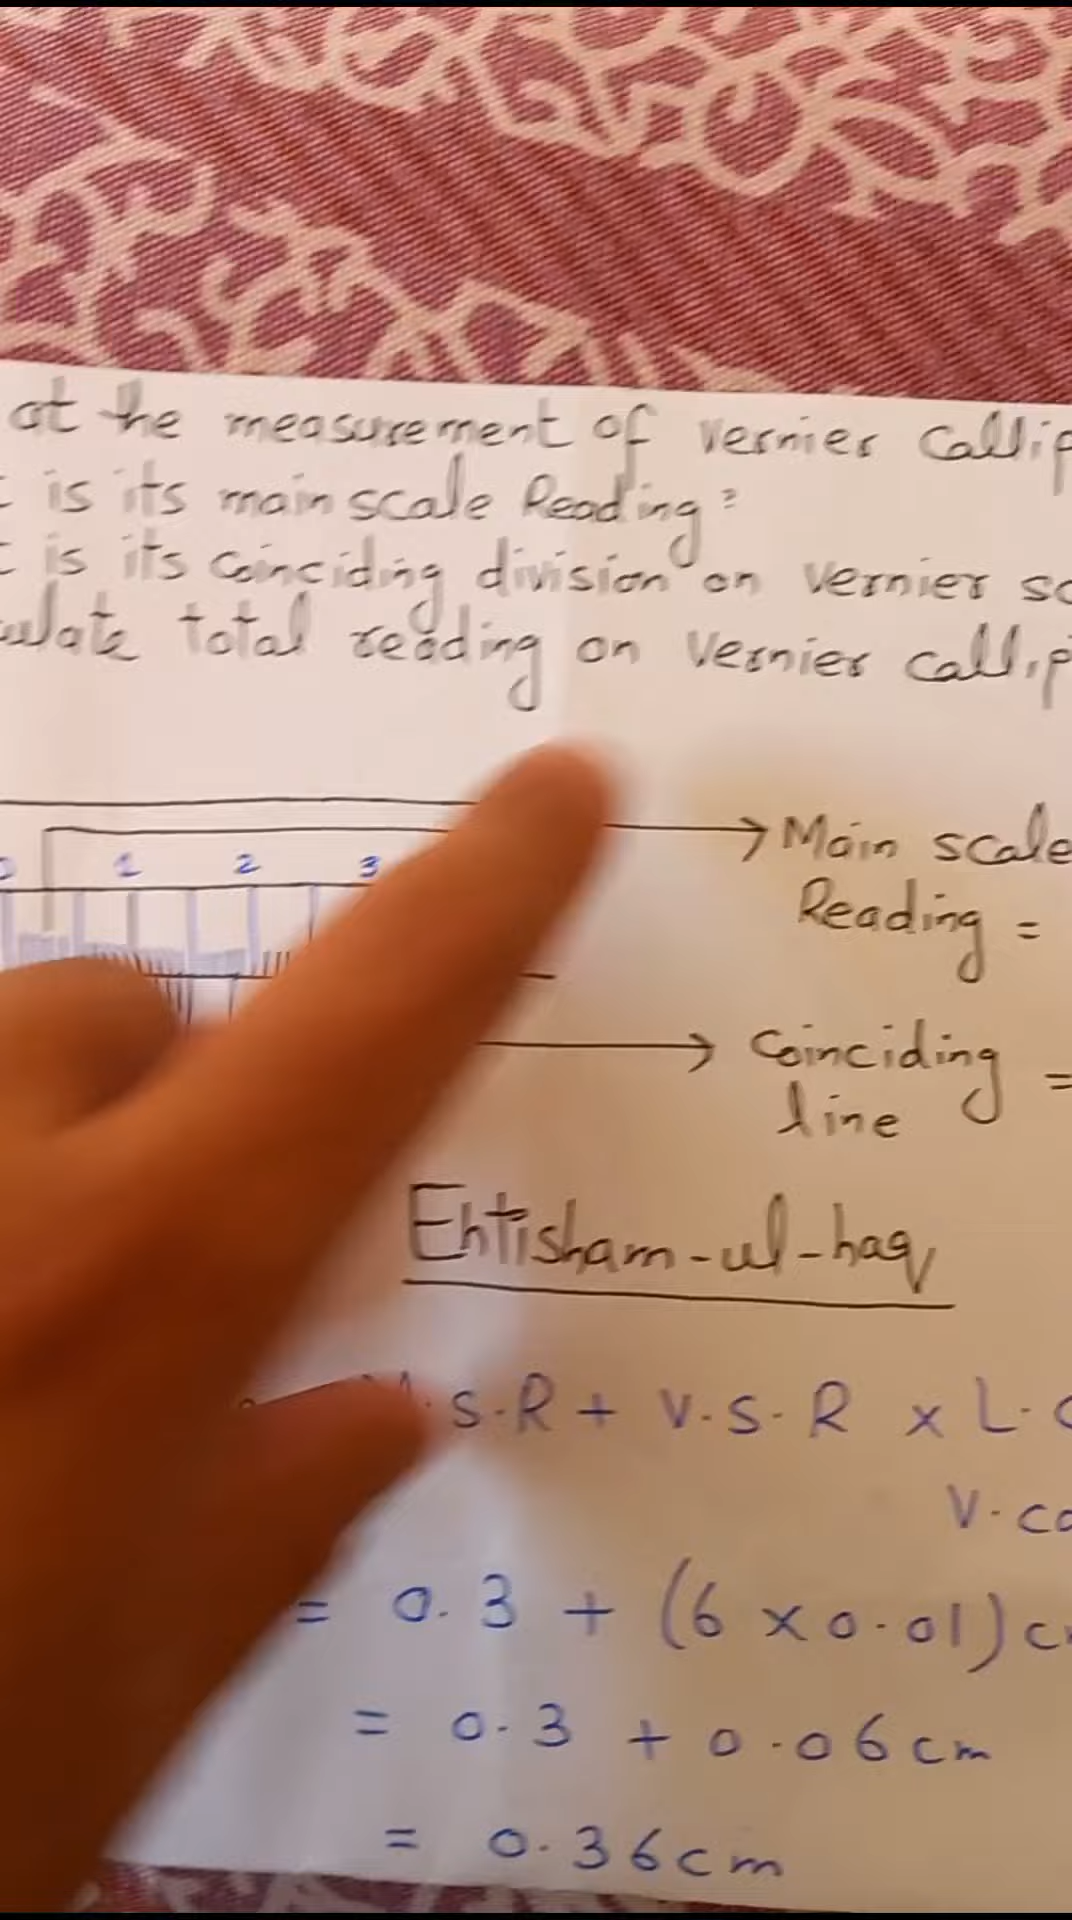 at the measurement of vernier callip
is its main scale Reading?
is its coinciding division on vernier sc
ulate total reading on Vernier callip
1 2 3
Main scale
Reading =
Coinciding =
line
Ehtisham-ul-haq
.S.R + V.S.R x L.C
V.ca
= 0.3 + (6 x 0.01) cm
= 0.3 + 0.06 cm
= 0.36 cm